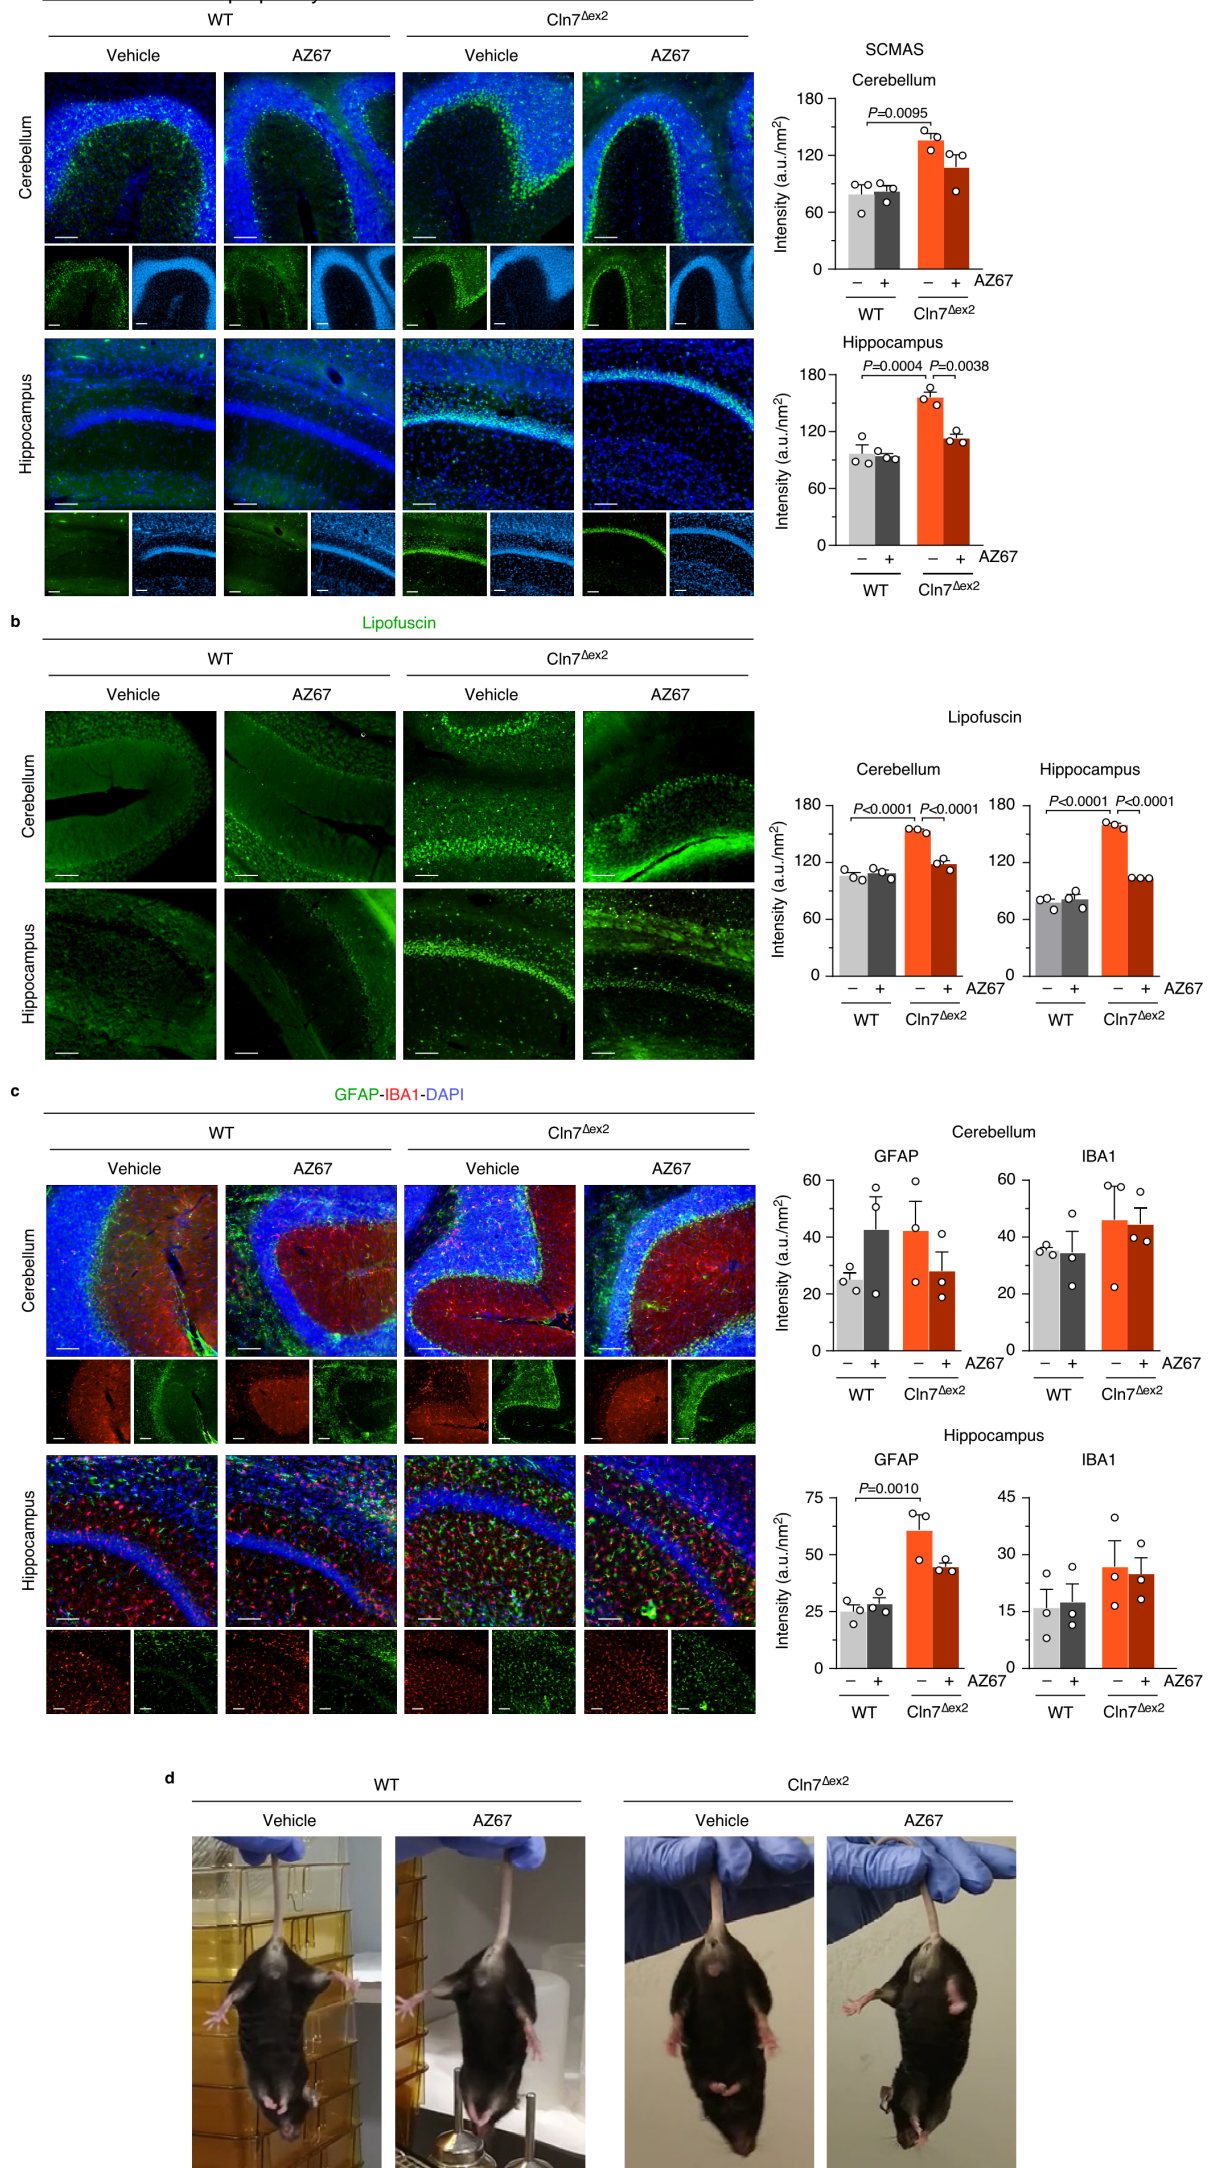 WT Cln7Δex2
Vehicle AZ67 Vehicle AZ67
Cerebellum
Hippocampus
SCMAS
Cerebellum
P=0.0095
Intensity (a.u./nm2)
180
120
60
0
– + – + AZ67
WT Cln7Δex2
Hippocampus
P=0.0004 P=0.0038
Intensity (a.u./nm2)
180
120
60
0
– + – + AZ67
WT Cln7Δex2
b Lipofuscin
WT Cln7Δex2
Vehicle AZ67 Vehicle AZ67
Cerebellum
Hippocampus
Lipofuscin
Cerebellum Hippocampus
P<0.0001 P<0.0001 P<0.0001 P<0.0001
Intensity (a.u./nm2)
180 180
120 120
60 60
0 0
– + – + AZ67 – + – + AZ67
WT Cln7Δex2 WT Cln7Δex2
c GFAP-IBA1-DAPI
WT Cln7Δex2
Vehicle AZ67 Vehicle AZ67
Cerebellum
Hippocampus
Cerebellum
GFAP IBA1
Intensity (a.u./nm2)
60 60
40 40
20 20
0 0
– + – + AZ67 – + – + AZ67
WT Cln7Δex2 WT Cln7Δex2
Hippocampus
GFAP IBA1
P=0.0010
Intensity (a.u./nm2)
75 45
50 30
25 15
0 0
– + – + AZ67 – + – + AZ67
WT Cln7Δex2 WT Cln7Δex2
d WT Cln7Δex2
Vehicle AZ67 Vehicle AZ67